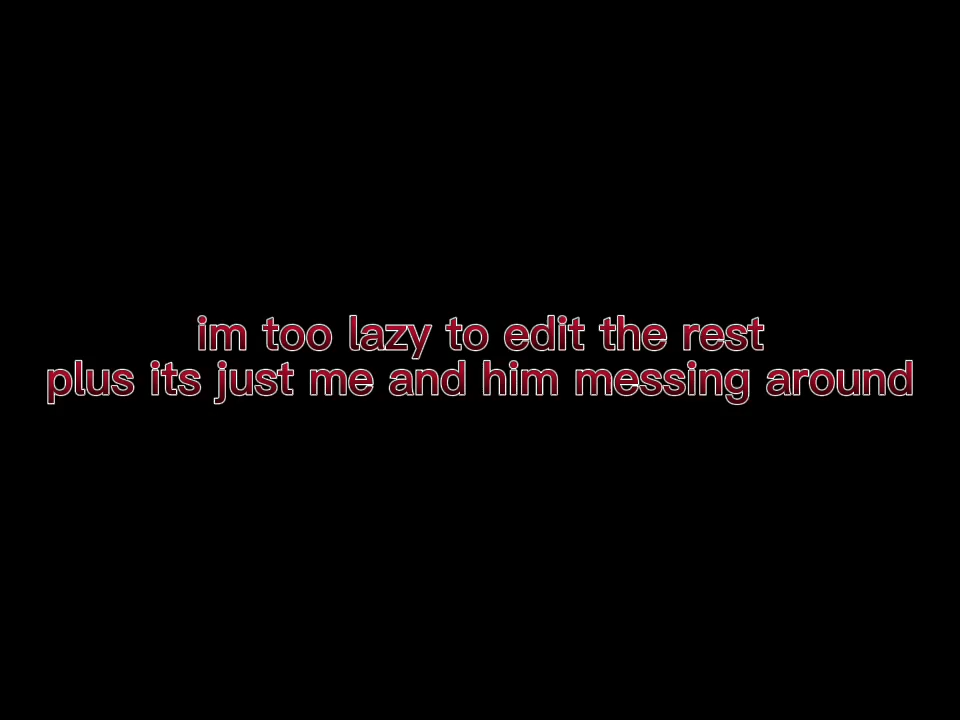 im too lazy to edit the rest
plus its just me and him messing around